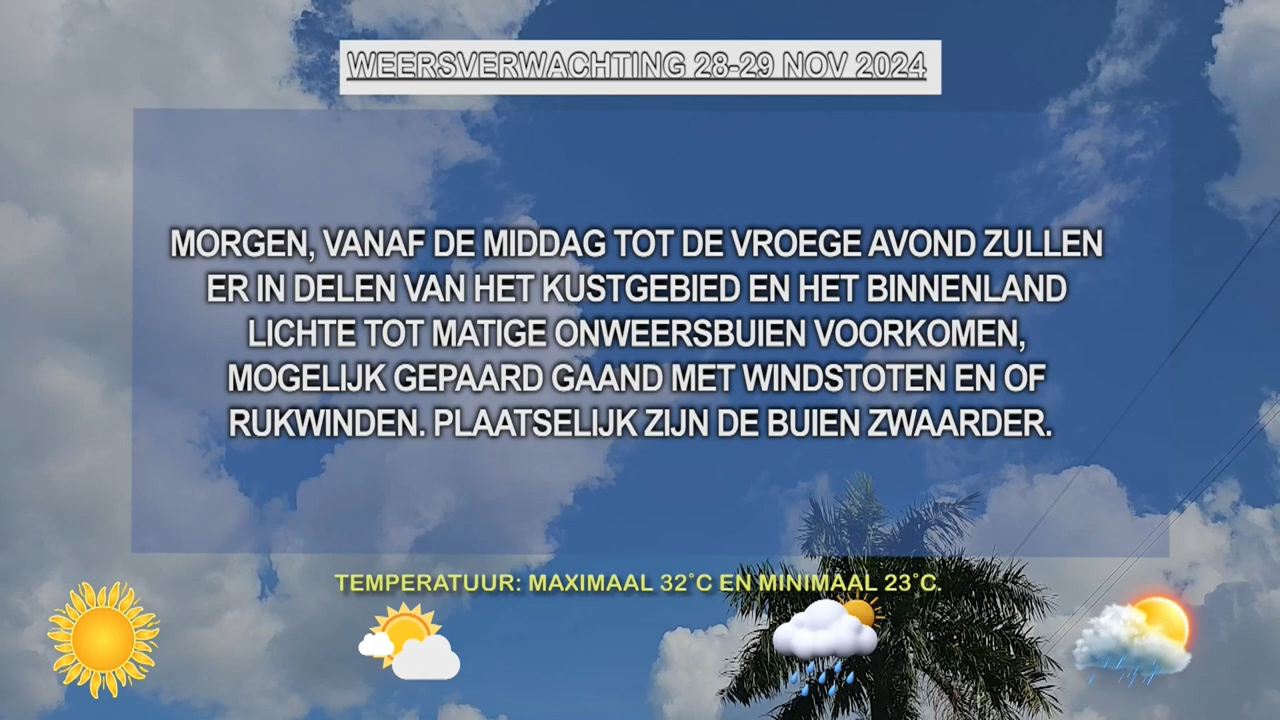 WEERSVERWACHTING 28-29 NOV 2024
MORGEN, VANAF DE MIDDAG TOT DE VROEGE AVOND ZULLEN
ER IN DELEN VAN HET KUSTGEBIED EN HET BINNENLAND
LICHTE TOT MATIGE ONWEERSBUIEN VOORKOMEN,
MOGELIJK GEPAARD GAAND MET WINDSTOTEN EN OF
RUKWINDEN. PLAATSELIJK ZIJN DE BUIEN ZWAARDER.
TEMPERATUUR: MAXIMAAL 32°C EN MINIMAAL 23°C.